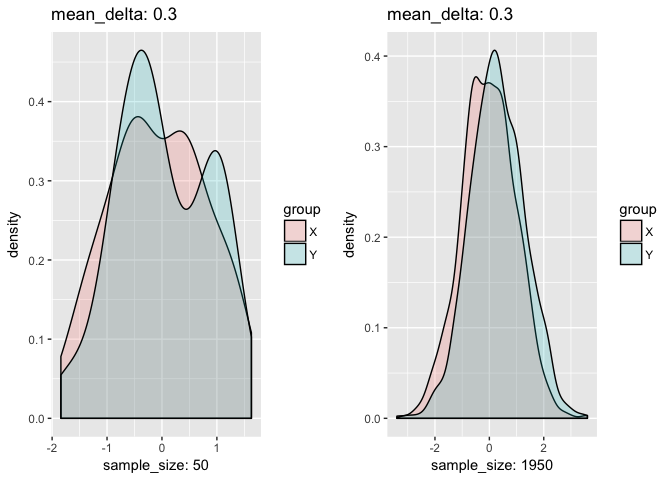 mean_delta: 0.3
density
0.4
0.3
0.2
0.1
0.0
-2
-1
0
1
sample_size: 50
group
X
Y
mean_delta: 0.3
density
0.4
0.3
0.2
0.1
0.0
-2
0
2
sample_size: 1950
group
X
Y